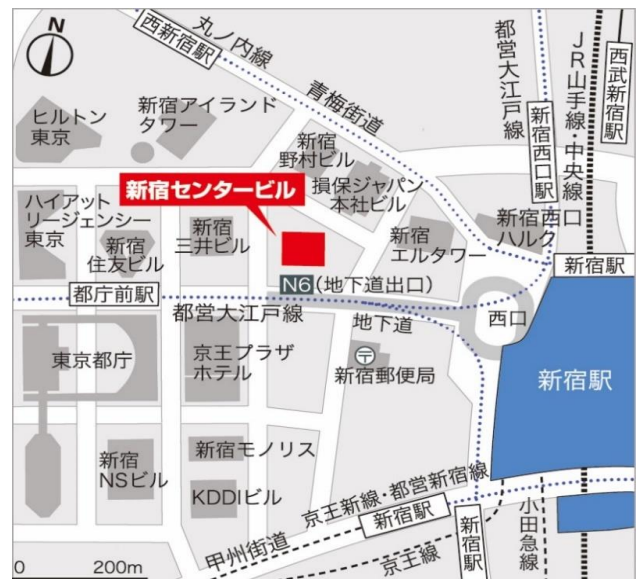 N
丸ノ内線
西新宿駅
青梅街道
都営大江戸線
新宿西口駅
JR山手線・中央線
西武新宿駅
ヒルトン
東京
新宿アイランド
タワー
新宿
野村ビル
損保ジャパン
本社ビル
新宿センタービル
ハイアット
リージェンシー
東京
新宿
住友ビル
新宿
三井ビル
新宿
エルタワー
新宿西口
ハルク
新宿駅
N6(地下道出口)
都庁前駅
都営大江戸線
地下道
西口
東京都庁
京王プラザ
ホテル
〒
新宿郵便局
新宿駅
新宿
NSビル
新宿モノリス
KDDIビル
京王新線・都営新宿線
新宿駅
甲州街道
京王線
新宿駅
小田急線
0 200m